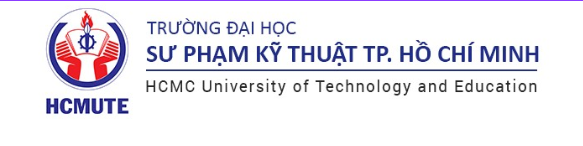 TRƯỜNG ĐẠI HỌC
SƯ PHẠM KỸ THUẬT TP. HỒ CHÍ MINH
HCMC University of Technology and Education
HCMUTE